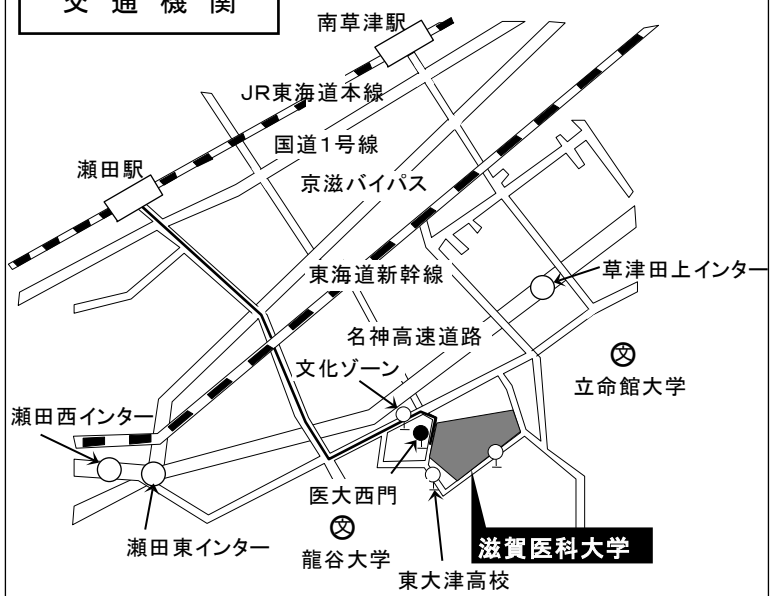 交通機関
南草津駅
JR東海道本線
国道1号線
瀬田駅
京滋バイパス
東海道新幹線
草津田上インター
名神高速道路
文
文化ゾーン
立命館大学
瀬田西インター
医大西門
文
瀬田東インター
龍谷大学
滋賀医科大学
東大津高校